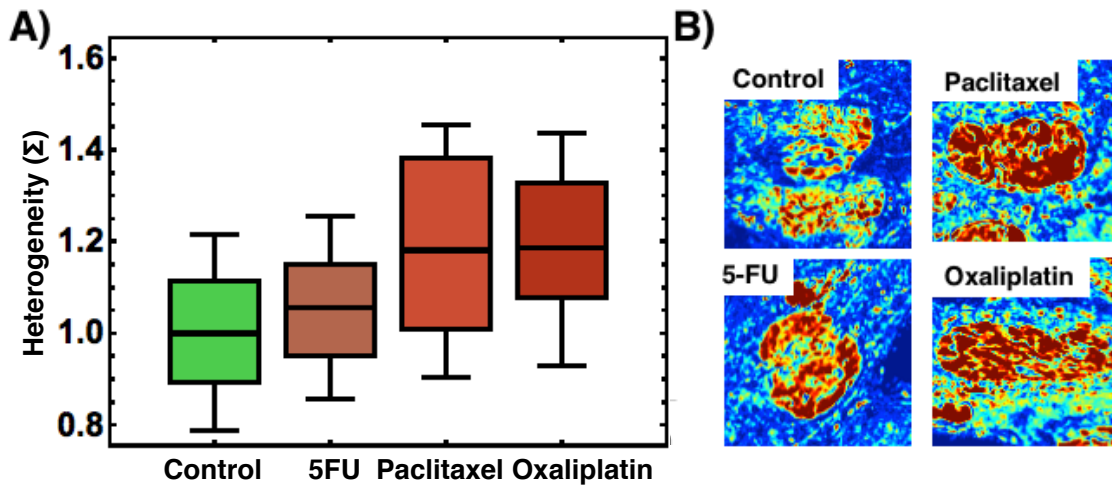 A)
Heterogeneity (Σ)
1.6
1.4
1.2
1.0
0.8
Control 5FU Paclitaxel Oxaliplatin
B)
Control
Paclitaxel
5-FU
Oxaliplatin